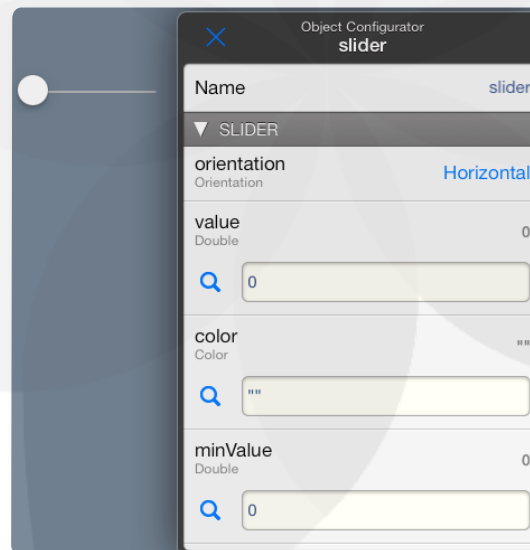 Object Configurator
slider
Name
slider
SLIDER
orientation
Orientation
Horizontal
value
Double
0
0
color
Color
""
""
minValue
Double
0
0